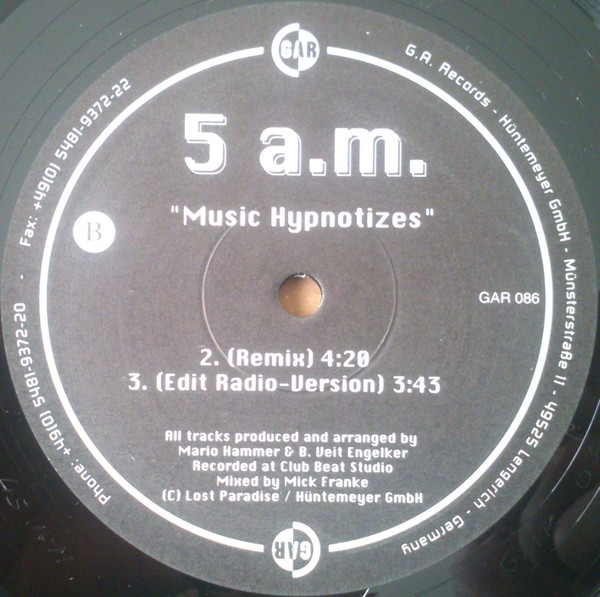 GAR
G.A. Records - Hüntemeyer GmbH - Münsterstraße 11 - 49525 Lengerich - Germany
Phone: +49(0) 5481-9372-20 - Fax: +49(0) 5481-9372-22
5 a.m.
"Music Hypnotizes"
B
GAR 086
2. (Remix) 4:20
3. (Edit Radio-Version) 3:43
All tracks produced and arranged by
Mario Hammer & B. Veit Engelker
Recorded at Club Beat Studio
Mixed by Mick Franke
(C) Lost Paradise / Hüntemeyer GmbH
GAR